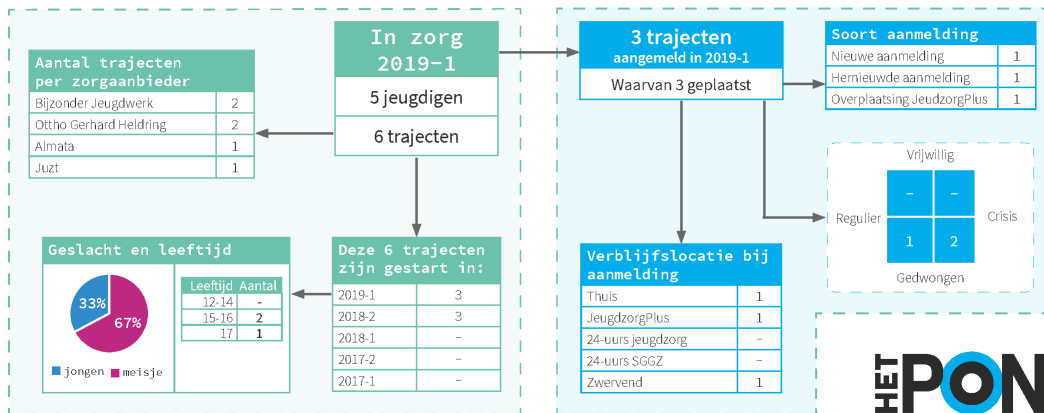 In zorg
2019-1
5 jeugdigen
6 trajecten
Aantal trajecten
per zorgaanbieder
Bijzonder Jeugdwerk 2
Ottho Gerhard Heldring 2
Almata 1
Juzt 1
Geslacht en leeftijd
33%
67%
jongen meisje
Leeftijd Aantal
12-14 -
15-16 2
17 1
Deze 6 trajecten
zijn gestart in:
2019-1 3
2018-2 3
2018-1 -
2017-2 -
2017-1 -
3 trajecten
aangemeld in 2019-1
Waarvan 3 geplaatst
Soort aanmelding
Nieuwe aanmelding 1
Hernieuwde aanmelding 1
Overplaatsing JeudzorgPlus 1
Vrijwillig
- -
Regulier Crisis
1 2
Gedwongen
Verblijfslocatie bij
aanmelding
Thuis 1
JeugdzorgPlus 1
24-uurs jeugdzorg -
24-uurs SGGZ -
Zwervend 1
HET PON